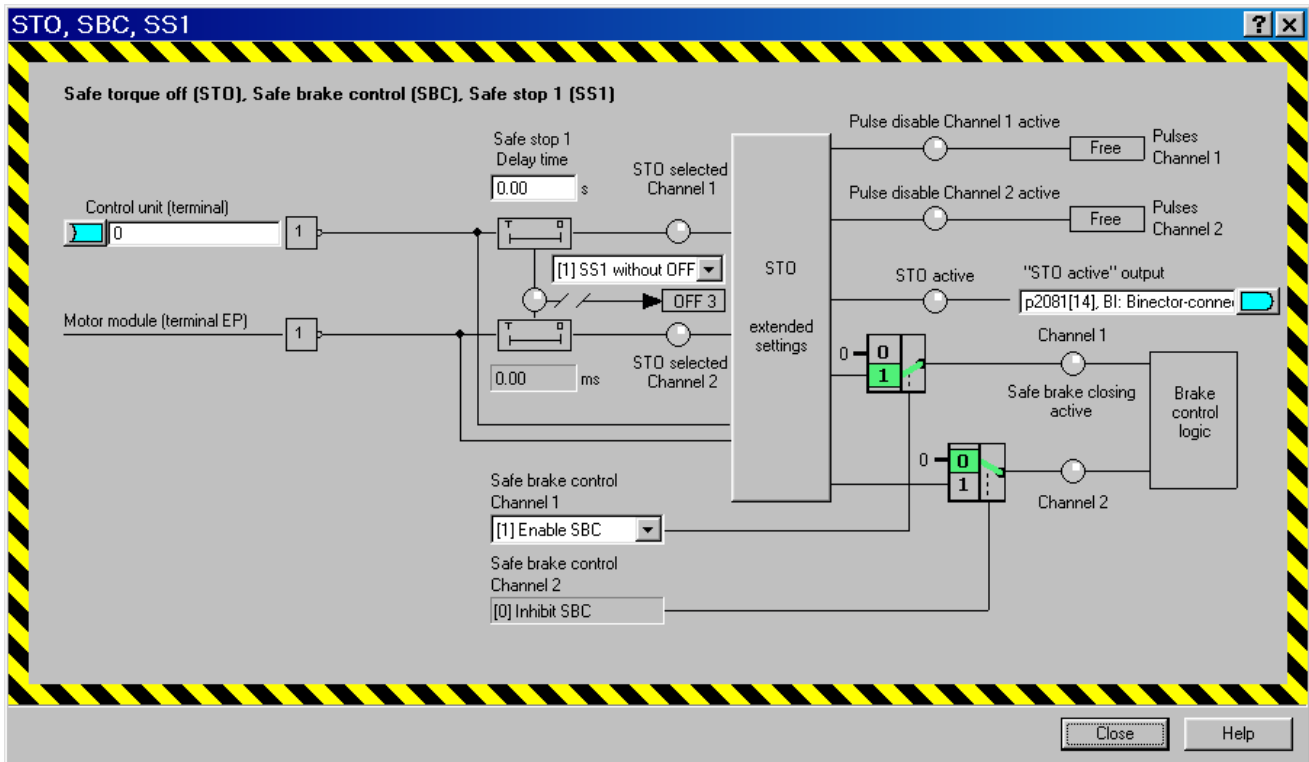 STO, SBC, SS1
Safe torque off (STO), Safe brake control (SBC), Safe stop 1 (SS1)
Safe stop 1
Delay time
0.00 s
STO selected
Channel 1
Pulse disable Channel 1 active
Free
Pulses
Channel 1
Control unit (terminal)
0
1
T 0
Pulse disable Channel 2 active
Free
Pulses
Channel 2
[1] SS1 without OFF
OFF 3
STO
extended
settings
STO active
"STO active" output
p2081[14], BI: Binector-conne
Motor module (terminal EP)
1
T 0
0.00 ms
STO selected
Channel 2
0
0
1
Channel 1
Safe brake closing
active
Brake
control
logic
0
0
1
Channel 2
Safe brake control
Channel 1
[1] Enable SBC
Safe brake control
Channel 2
[0] Inhibit SBC
Close
Help